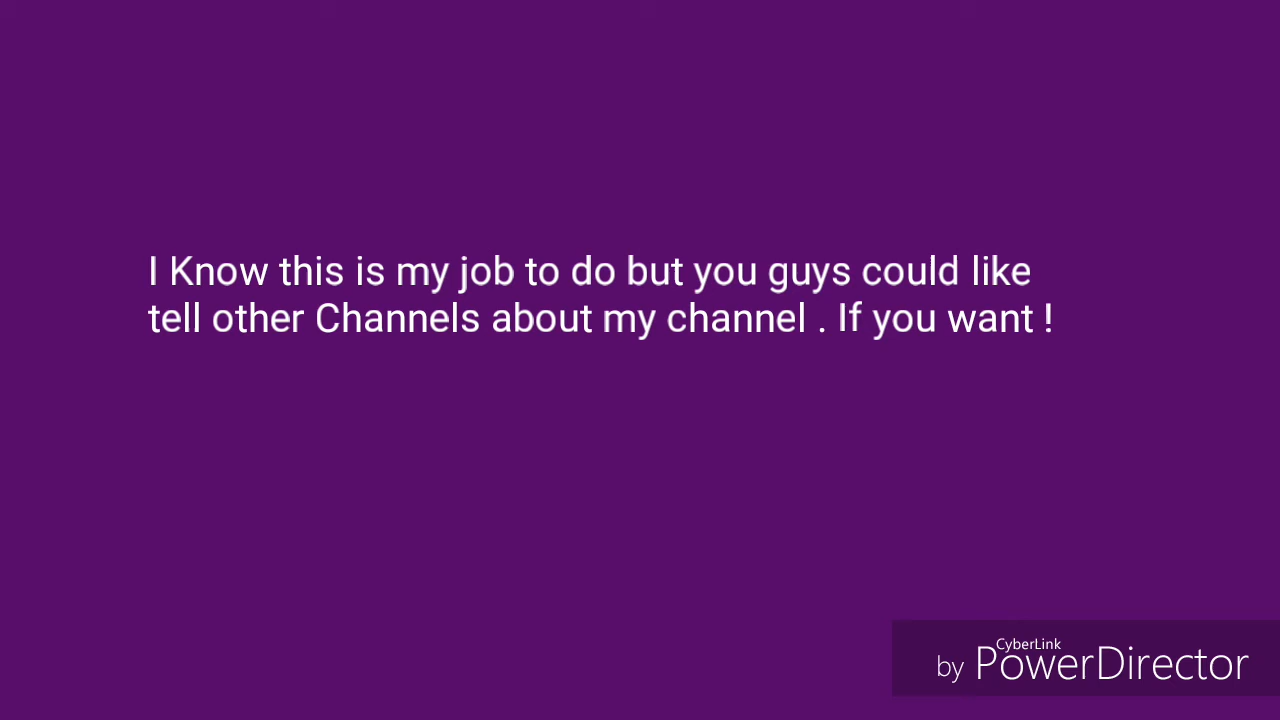 I Know this is my job to do but you guys could like
tell other Channels about my channel . If you want !
CyberLink
by PowerDirector